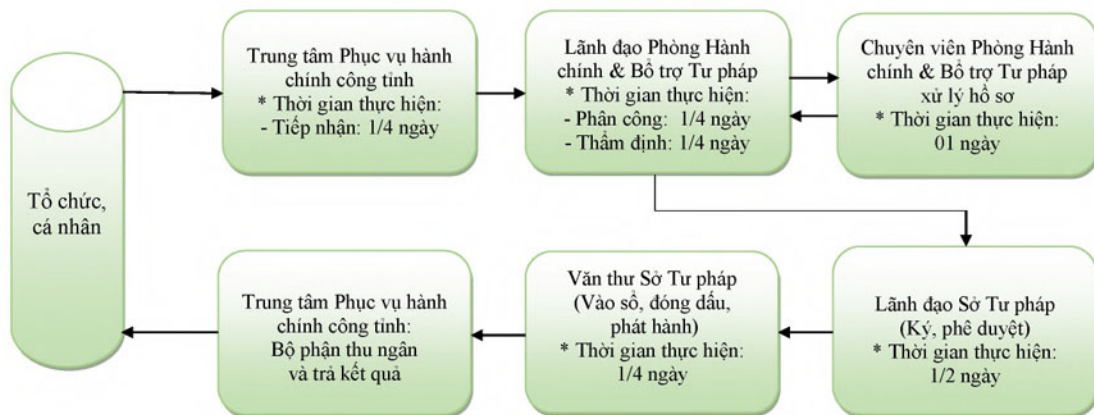 Tổ chức,
cá nhân
Trung tâm Phục vụ hành
chính công tỉnh
* Thời gian thực hiện:
- Tiếp nhận: 1/4 ngày
Lãnh đạo Phòng Hành
chính & Bổ trợ Tư pháp
* Thời gian thực hiện:
- Phân công: 1/4 ngày
- Thẩm định: 1/4 ngày
Chuyên viên Phòng Hành
chính & Bổ trợ Tư pháp
xử lý hồ sơ
* Thời gian thực hiện:
01 ngày
Lãnh đạo Sở Tư pháp
(Ký, phê duyệt)
* Thời gian thực hiện:
1/2 ngày
Văn thư Sở Tư pháp
(Vào sổ, đóng dấu,
phát hành)
* Thời gian thực hiện:
1/4 ngày
Trung tâm Phục vụ hành
chính công tỉnh:
Bộ phận thu ngân
và trả kết quả